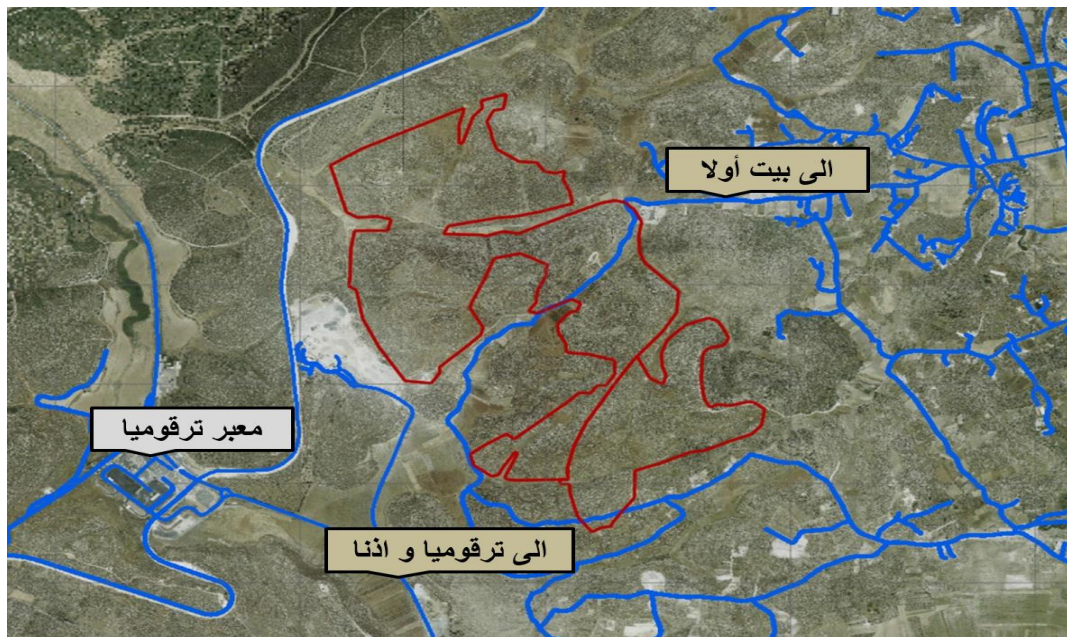 الى بيت أولا
معبر ترقوميا
الى ترقوميا و اذنا